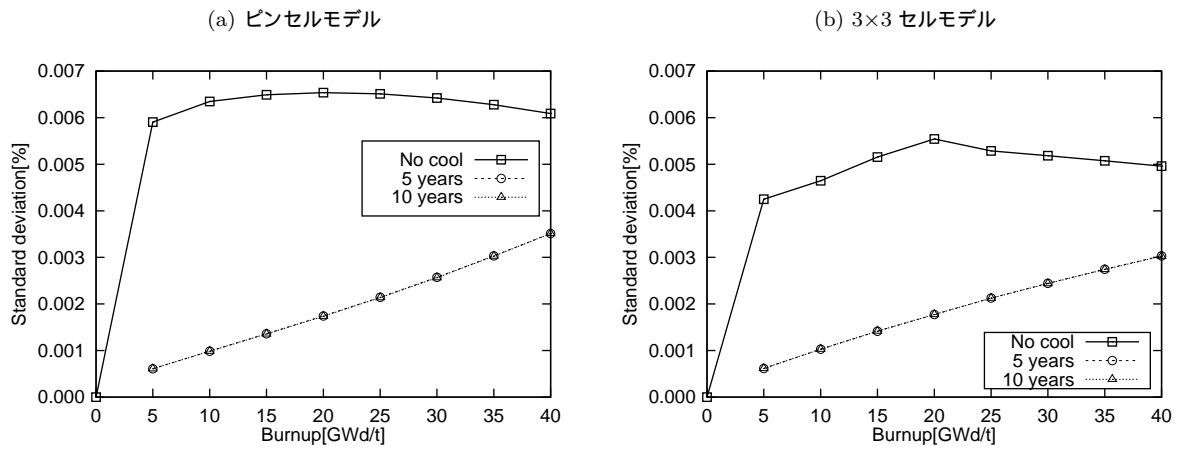 (a) ピンセルモデル
(b) 3×3 セルモデル
0.007
0.006
0.005
0.004
0.003
0.002
0.001
0.000
Standard deviation[%]
No cool
5 years
10 years
0 5 10 15 20 25 30 35 40
Burnup[GWd/t]
0.007
0.006
0.005
0.004
0.003
0.002
0.001
0.000
Standard deviation[%]
No cool
5 years
10 years
0 5 10 15 20 25 30 35 40
Burnup[GWd/t]